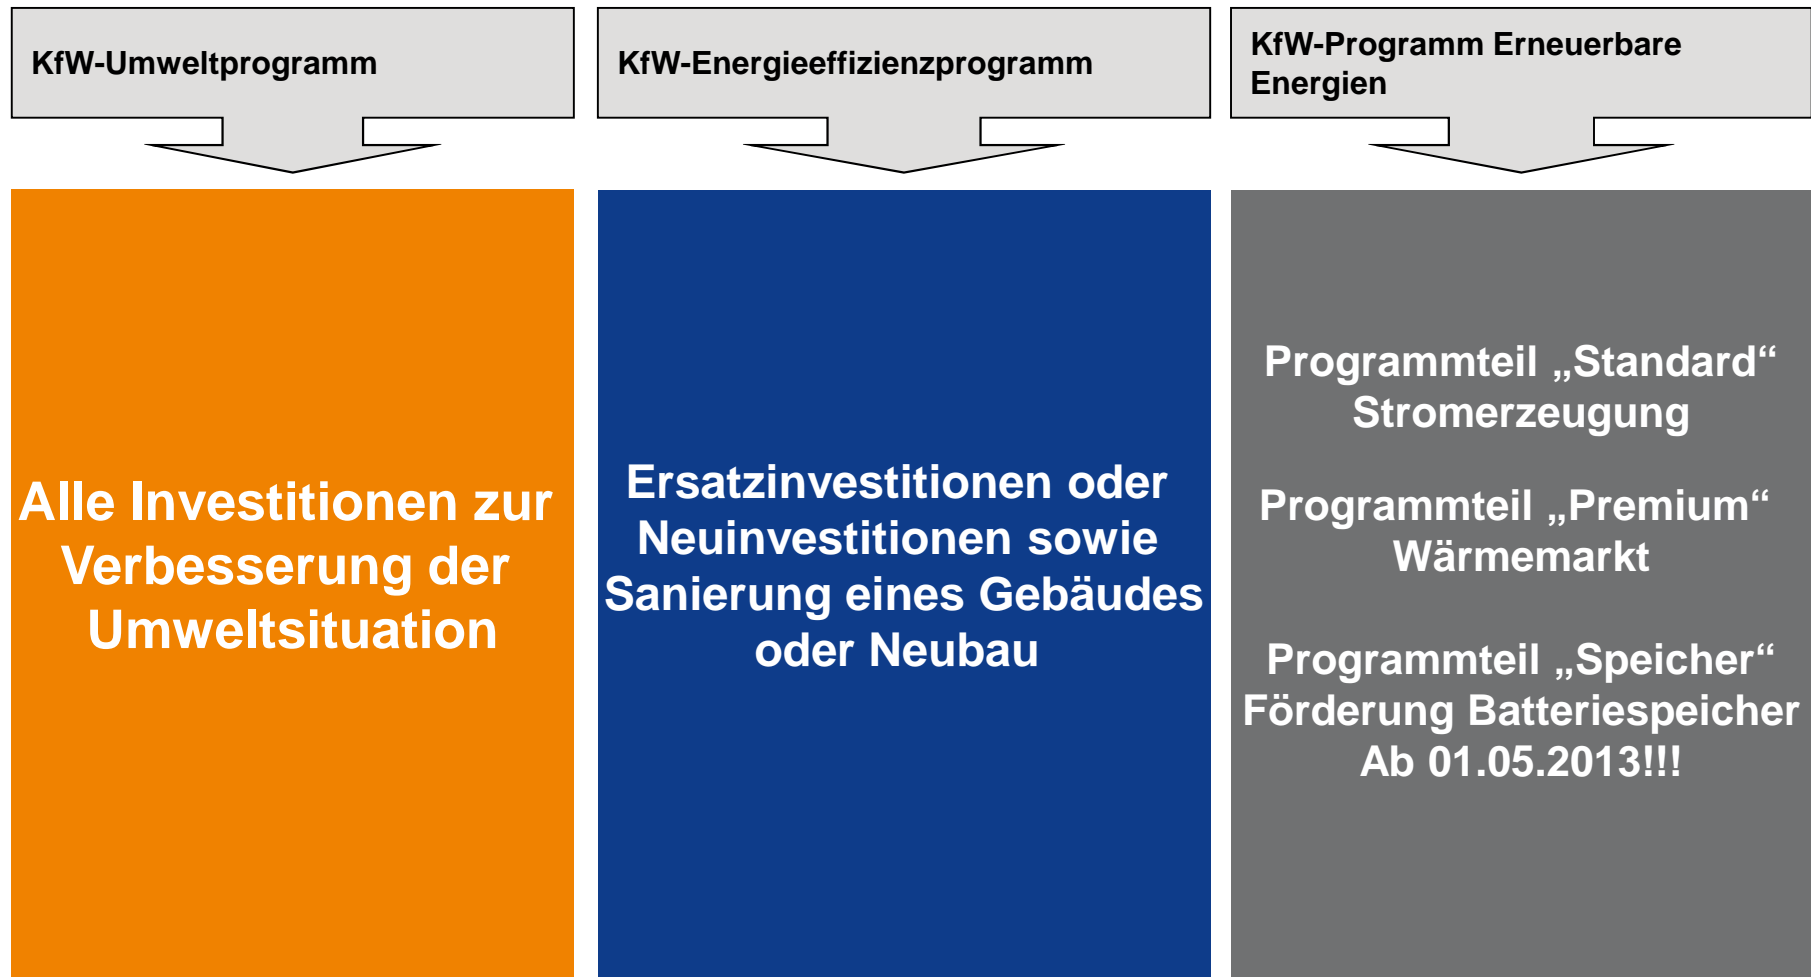 KfW-Umweltprogramm
Alle Investitionen zur
Verbesserung der
Umweltsituation
KfW-Energieeffizienzprogramm
Ersatzinvestitionen oder
Neuinvestitionen sowie
Sanierung eines Gebäudes
oder Neubau
KfW-Programm Erneuerbare
Energien
Programmteil „Standard“
Stromerzeugung
Programmteil „Premium“
Wärmemarkt
Programmteil „Speicher“
Förderung Batteriespeicher
Ab 01.05.2013!!!